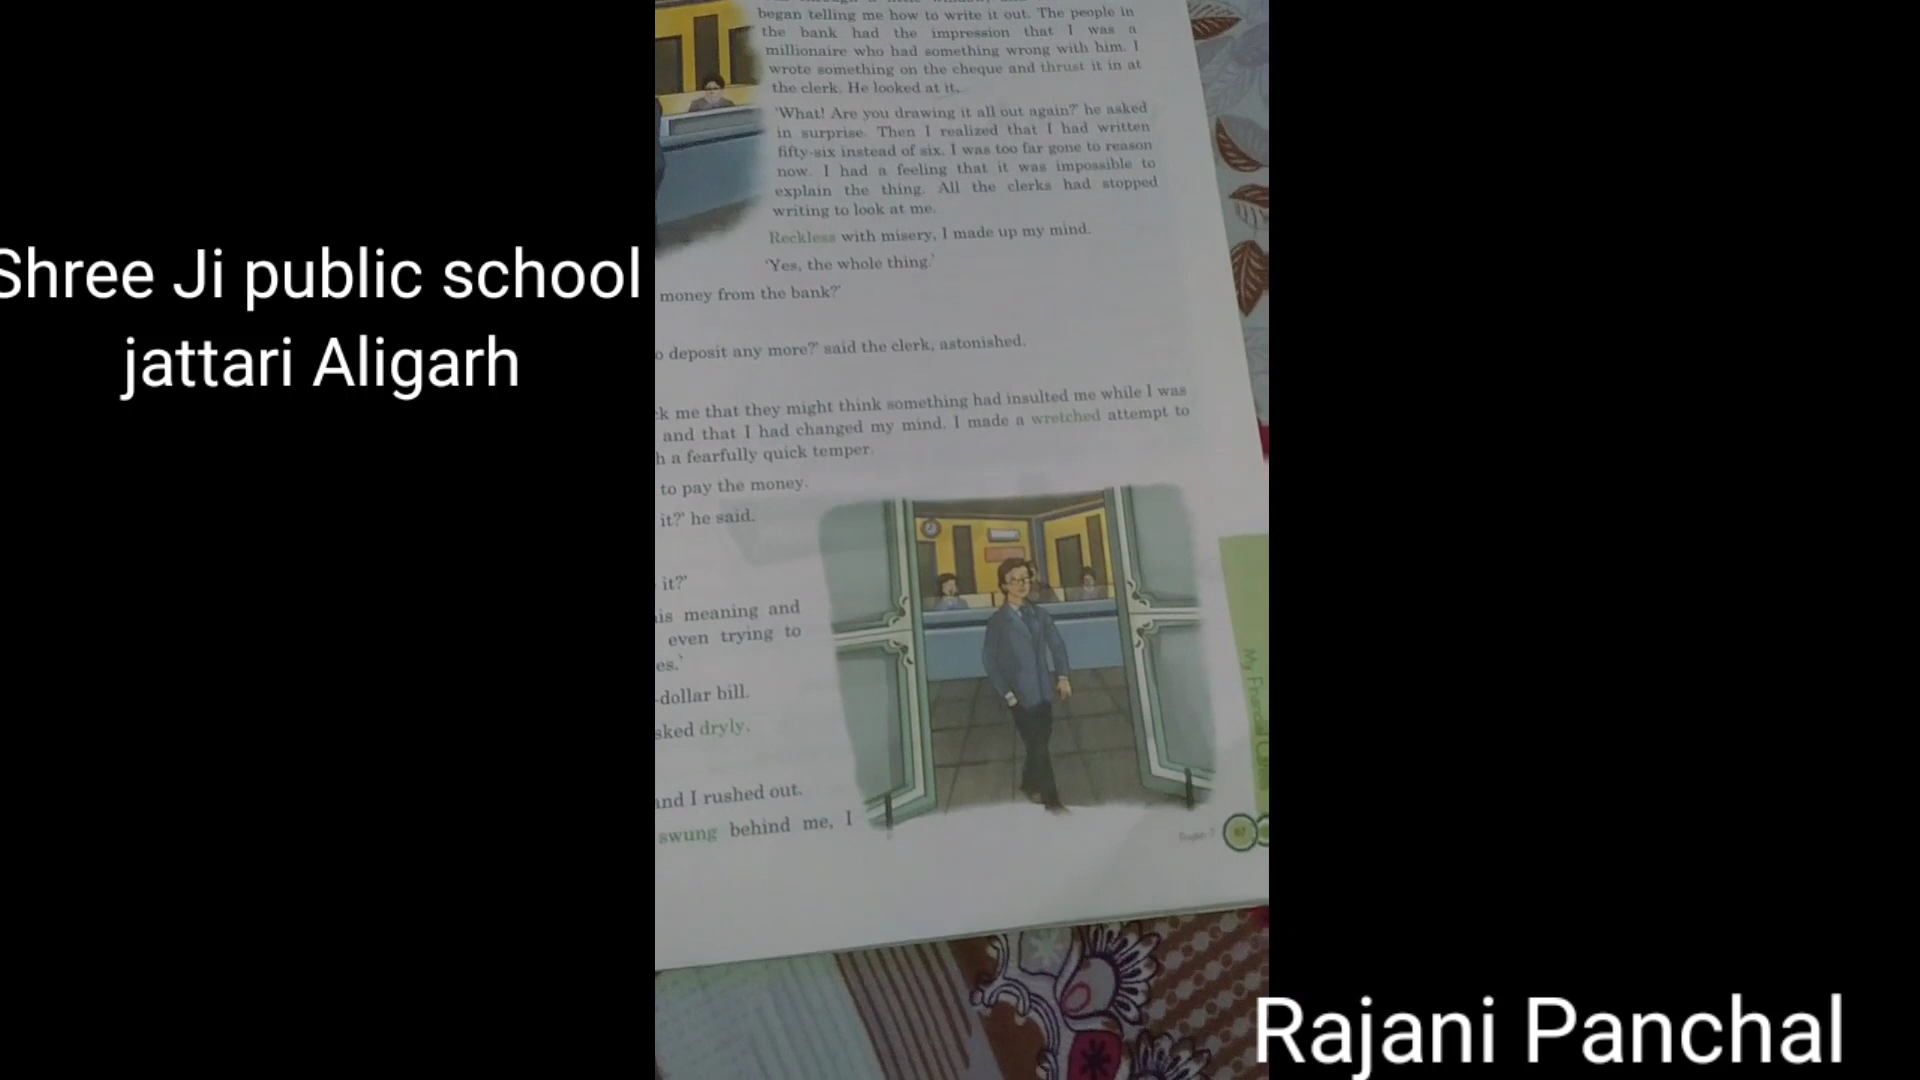 Shree Ji public school
jattari Aligarh
began telling me how to write it out. The people in
the bank had the impression that I was a
millionaire who had something wrong with him. I
wrote something on the cheque and thrust it in at
the clerk. He looked at it.
'What! Are you drawing it all out again?' he asked
in surprise. Then I realized that I had written
fifty-six instead of six. I was too far gone to reason
now. I had a feeling that it was impossible to
explain the thing. All the clerks had stopped
writing to look at me.
Reckless with misery, I made up my mind.
'Yes, the whole thing.'
money from the bank?'
o deposit any more?' said the clerk, astonished.
k me that they might think something had insulted me while I was
and that I had changed my mind. I made a wretched attempt to
h a fearfully quick temper.
to pay the money.
it?' he said.
it?'
is meaning and
even trying to
es.'
-dollar bill.
sked dryly.
and I rushed out.
swung behind me, I
My Financial Career
Rajani Panchal